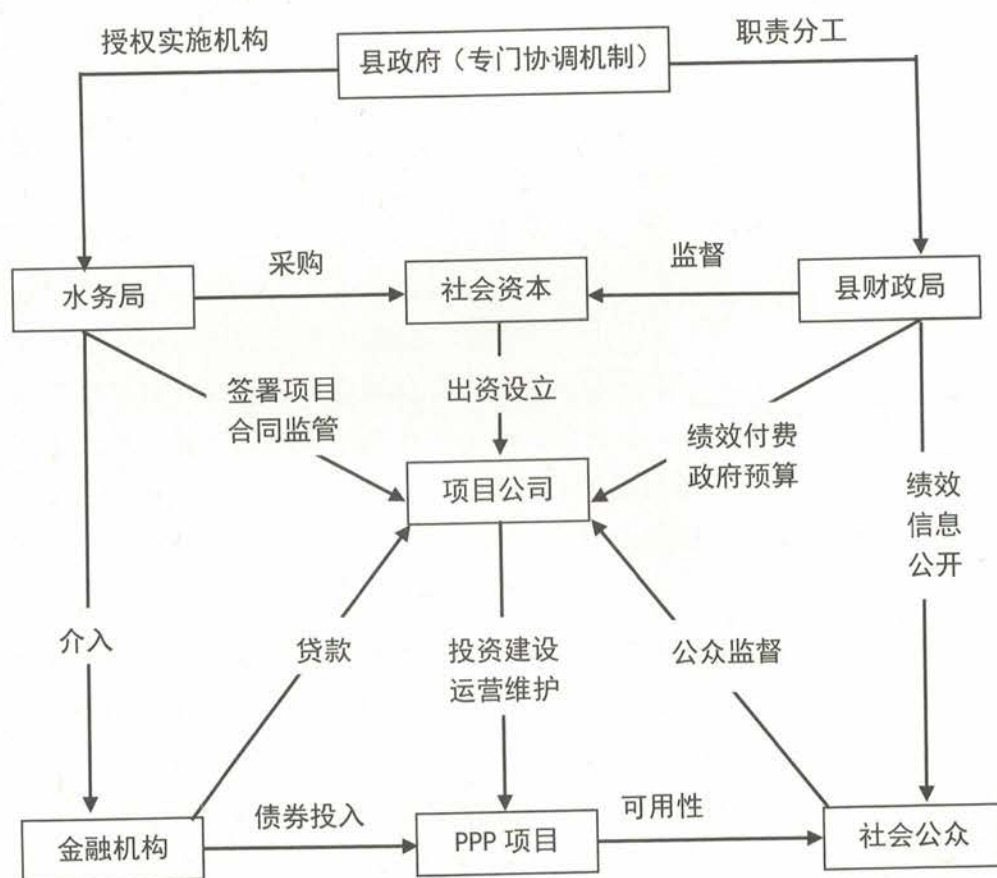 授权实施机构
县政府（专门协调机制）
职责分工
水务局
采购
社会资本
监督
县财政局
签署项目
合同监管
出资设立
绩效付费
政府预算
项目公司
绩效
信息
公开
介入
贷款
投资建设
运营维护
公众监督
金融机构
债券投入
PPP 项目
可用性
社会公众